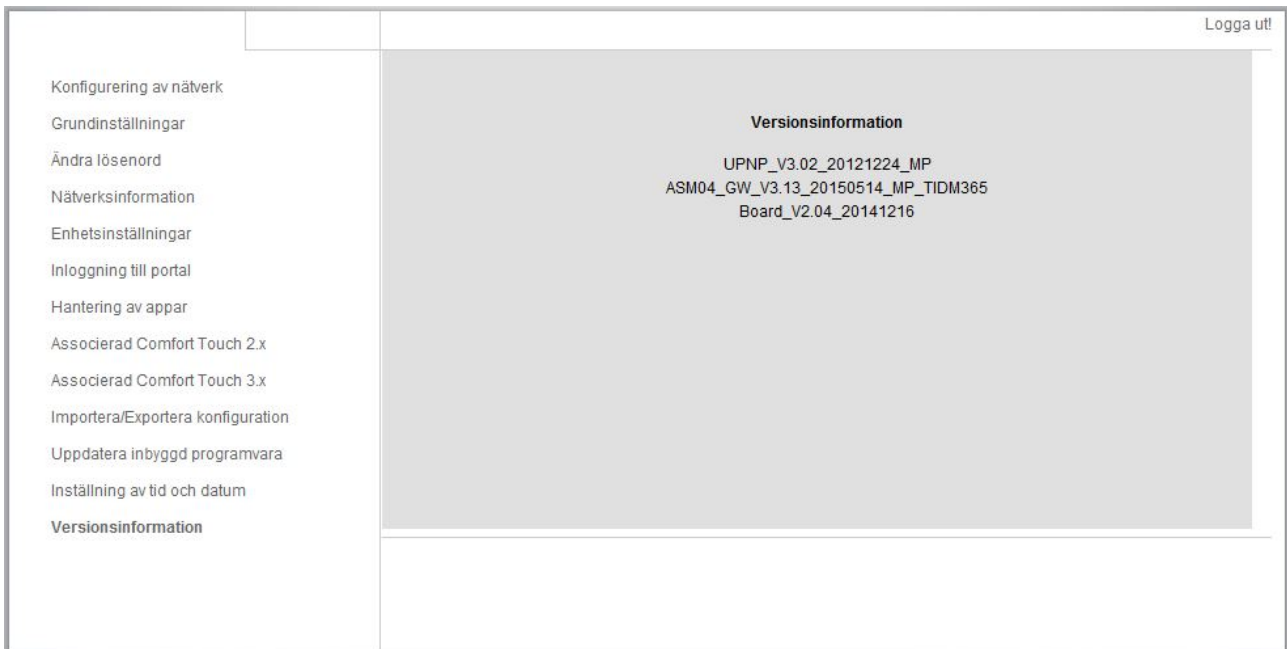 Logga ut!
Konfigurering av nätverk
Grundinställningar
Ändra lösenord
Nätverksinformation
Enhetsinställningar
Inloggning till portal
Hantering av appar
Associerad Comfort Touch 2.x
Associerad Comfort Touch 3.x
Importera/Exportera konfiguration
Uppdatera inbyggd programvara
Inställning av tid och datum
Versionsinformation
Versionsinformation
UPNP_V3.02_20121224_MP
ASM04_GW_V3.13_20150514_MP_TIDM365
Board_V2.04_20141216